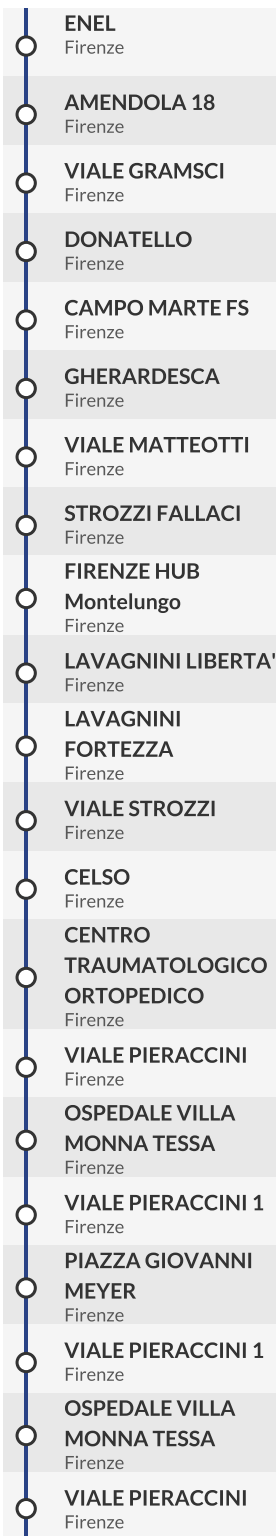 ENEL
Firenze
AMENDOLA 18
Firenze
VIALE GRAMSCI
Firenze
DONATELLO
Firenze
CAMPO MARTE FS
Firenze
GHERARDESCA
Firenze
VIALE MATTEOTTI
Firenze
STROZZI FALLACI
Firenze
FIRENZE HUB
Montelungo
Firenze
LAVAGNINI LIBERTA'
Firenze
LAVAGNINI
FORTEZZA
Firenze
VIALE STROZZI
Firenze
CELSO
Firenze
CENTRO
TRAUMATOLOGICO
ORTOPEDICO
Firenze
VIALE PIERACCINI
Firenze
OSPEDALE VILLA
MONNA TESSA
Firenze
VIALE PIERACCINI 1
Firenze
PIAZZA GIOVANNI
MEYER
Firenze
VIALE PIERACCINI 1
Firenze
OSPEDALE VILLA
MONNA TESSA
Firenze
VIALE PIERACCINI
Firenze